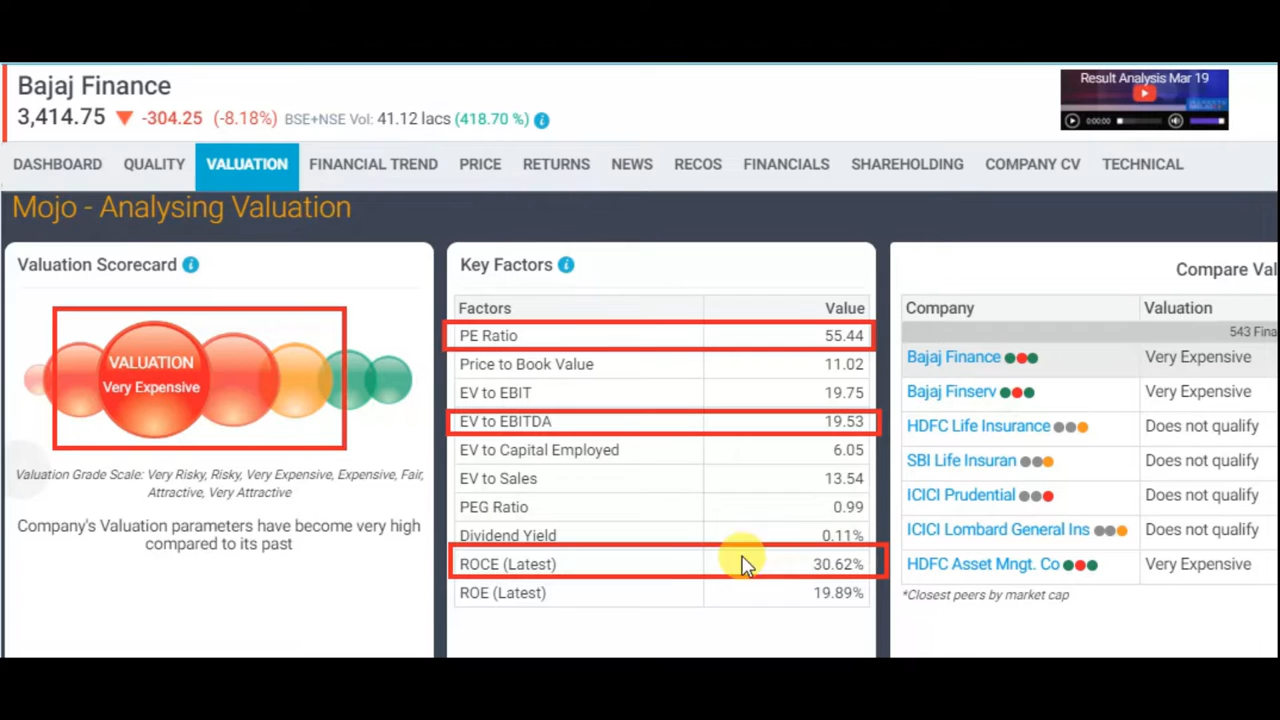 Bajaj Finance
3,414.75 -304.25 (-8.18%) BSE+NSE Vol: 41.12 lacs (418.70 %)
Result Analysis Mar 19
0:00:00
DASHBOARD QUALITY VALUATION FINANCIAL TREND PRICE RETURNS NEWS RECOS FINANCIALS SHAREHOLDING COMPANY CV TECHNICAL
Mojo - Analysing Valuation
Valuation Scorecard
VALUATION
Very Expensive
Valuation Grade Scale: Very Risky, Risky, Very Expensive, Expensive, Fair,
Attractive, Very Attractive
Company's Valuation parameters have become very high
compared to its past
Key Factors
Factors Value
PE Ratio 55.44
Price to Book Value 11.02
EV to EBIT 19.75
EV to EBITDA 19.53
EV to Capital Employed 6.05
EV to Sales 13.54
PEG Ratio 0.99
Dividend Yield 0.11%
ROCE (Latest) 30.62%
ROE (Latest) 19.89%
Compare Val
Company Valuation
543 Fina
Bajaj Finance Very Expensive
Bajaj Finserv Very Expensive
HDFC Life Insurance Does not qualify
SBI Life Insuran Does not qualify
ICICI Prudential Does not qualify
ICICI Lombard General Ins Does not qualify
HDFC Asset Mngt. Co Very Expensive
*Closest peers by market cap